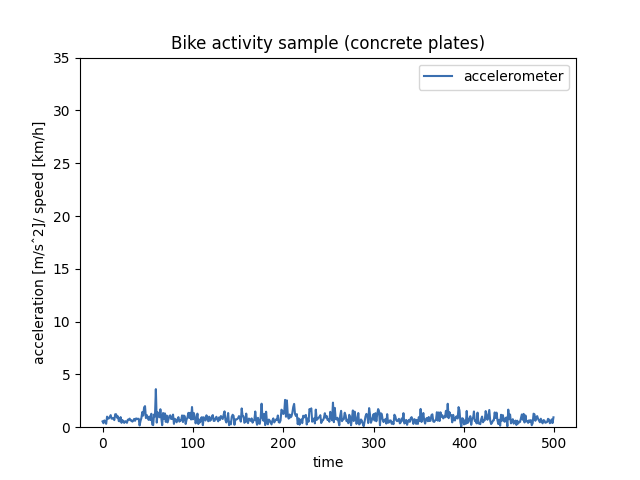 Bike activity sample (concrete plates)
accelerometer
35
30
25
20
15
10
5
0
acceleration [m/sˆ2]/ speed [km/h]
0 100 200 300 400 500
time